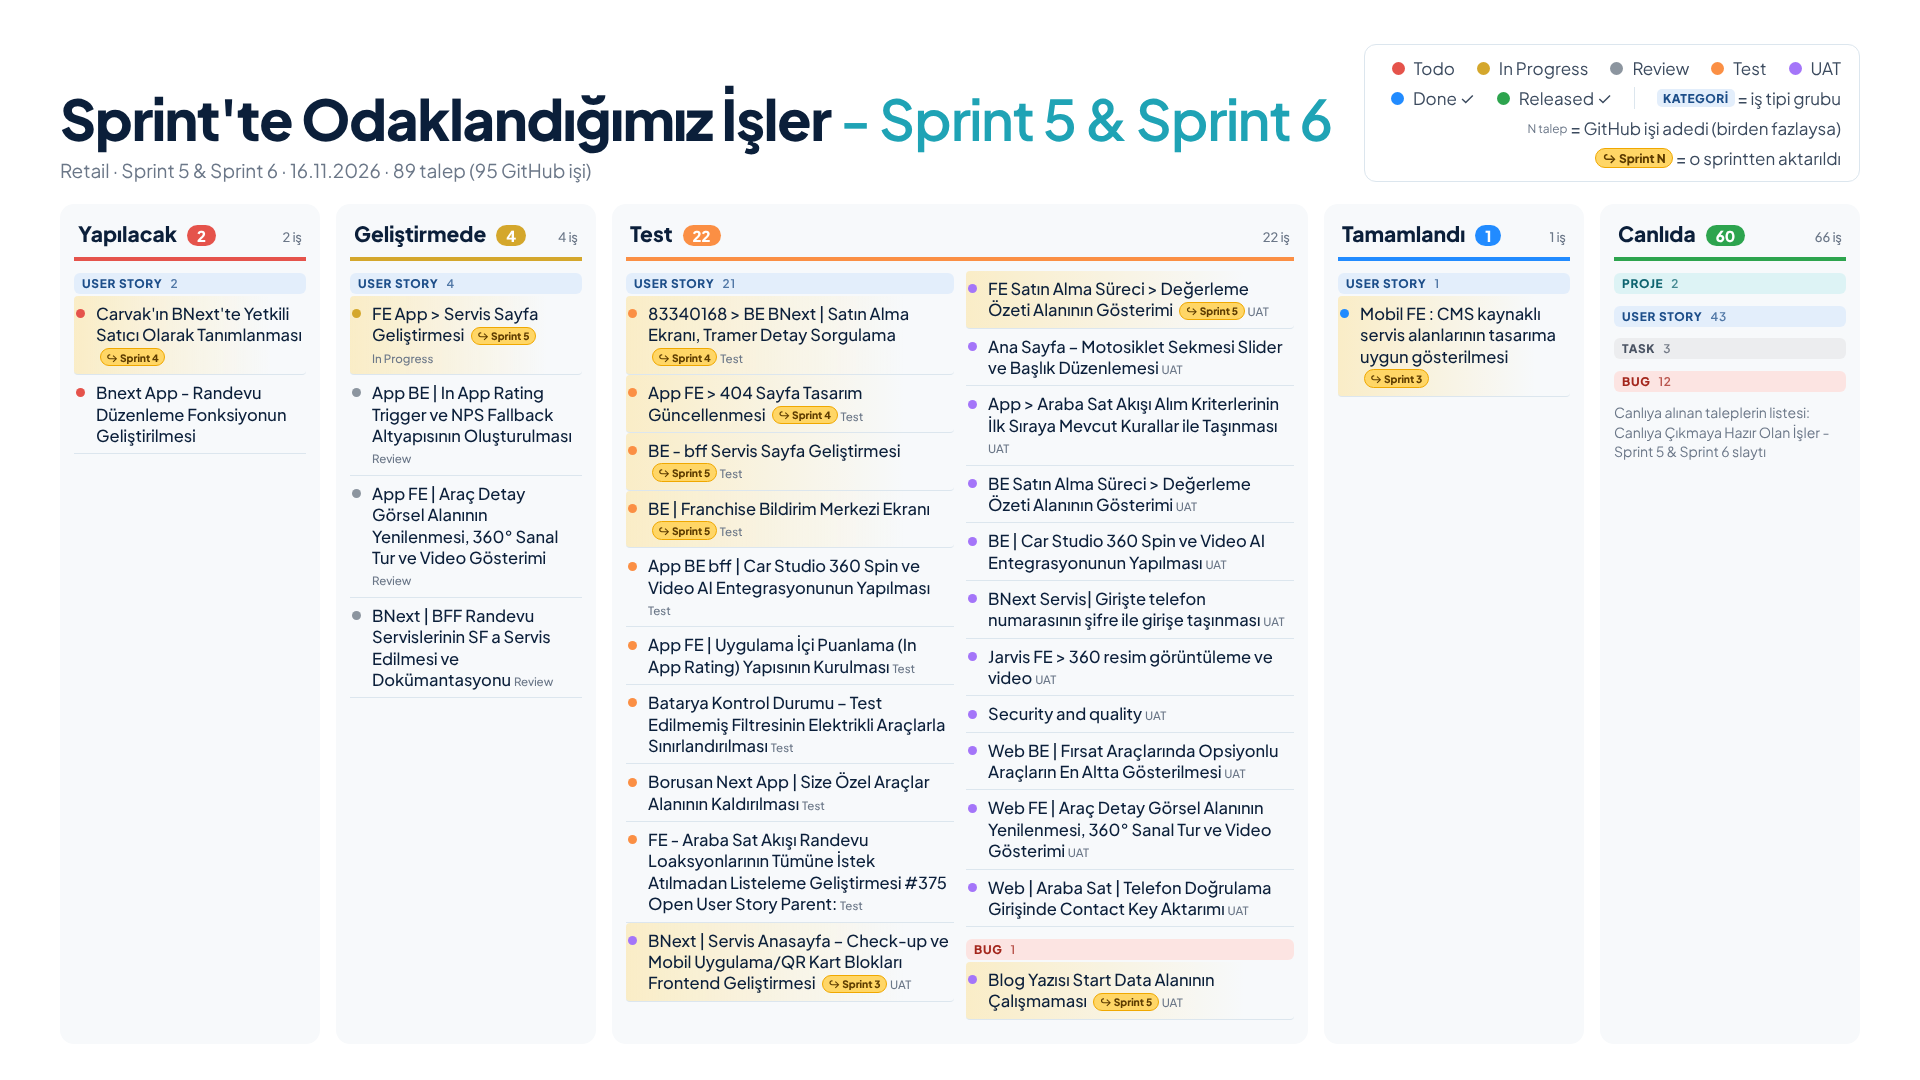 Sprint'te Odaklandığımız İşler – Sprint 5 & Sprint 6
Retail · Sprint 5 & Sprint 6 · 16.11.2026 · 89 talep (95 GitHub işi)
Todo In Progress Review Test UAT
Done ✓ Released ✓ KATEGORİ = iş tipi grubu
N talep = GitHub işi adedi (birden fazlaysa)
↪ Sprint N = o sprintten aktarıldı
Yapılacak 2 2 iş
USER STORY 2
Carvak'ın BNext'te Yetkili
Satıcı Olarak Tanımlanması
↪ Sprint 4
Bnext App - Randevu
Düzenleme Fonksiyonun
Geliştirilmesi
Geliştirmede 4 4 iş
USER STORY 4
FE App > Servis Sayfa
Geliştirmesi ↪ Sprint 5
In Progress
App BE | In App Rating
Trigger ve NPS Fallback
Altyapısının Oluşturulması
Review
App FE | Araç Detay
Görsel Alanının
Yenilenmesi, 360° Sanal
Tur ve Video Gösterimi
Review
BNext | BFF Randevu
Servislerinin SF a Servis
Edilmesi ve
Dokümantasyonu Review
Test 22 22 iş
USER STORY 21
83340168 > BE BNext | Satın Alma
Ekranı, Tramer Detay Sorgulama
↪ Sprint 4 Test
App FE > 404 Sayfa Tasarım
Güncellenmesi ↪ Sprint 4 Test
BE - bff Servis Sayfa Geliştirmesi
↪ Sprint 5 Test
BE | Franchise Bildirim Merkezi Ekranı
↪ Sprint 5 Test
App BE bff | Car Studio 360 Spin ve
Video AI Entegrasyonunun Yapılması
Test
App FE | Uygulama İçi Puanlama (In
App Rating) Yapısının Kurulması Test
Batarya Kontrol Durumu – Test
Edilmemiş Filtresinin Elektrikli Araçlarla
Sınırlandırılması Test
Borusan Next App | Size Özel Araçlar
Alanının Kaldırılması Test
FE - Araba Sat Akışı Randevu
Loaksyonlarının Tümüne İstek
Atılmadan Listeleme Geliştirmesi #375
Open User Story Parent: Test
BNext | Servis Anasayfa – Check-up ve
Mobil Uygulama/QR Kart Blokları
Frontend Geliştirmesi ↪ Sprint 3 UAT
FE Satın Alma Süreci > Değerleme
Özeti Alanının Gösterimi ↪ Sprint 5 UAT
Ana Sayfa – Motosiklet Sekmesi Slider
ve Başlık Düzenlemesi UAT
App > Araba Sat Akışı Alım Kriterlerinin
İlk Sıraya Mevcut Kurallar ile Taşınması
UAT
BE Satın Alma Süreci > Değerleme
Özeti Alanının Gösterimi UAT
BE | Car Studio 360 Spin ve Video AI
Entegrasyonunun Yapılması UAT
BNext Servis| Girişte telefon
numarasının şifre ile girişe taşınması UAT
Jarvis FE > 360 resim görüntüleme ve
video UAT
Security and quality UAT
Web BE | Fırsat Araçlarında Opsiyonlu
Araçların En Altta Gösterilmesi UAT
Web FE | Araç Detay Görsel Alanının
Yenilenmesi, 360° Sanal Tur ve Video
Gösterimi UAT
Web | Araba Sat | Telefon Doğrulama
Girişinde Contact Key Aktarımı UAT
BUG 1
Blog Yazısı Start Data Alanının
Çalışmaması ↪ Sprint 5 UAT
Tamamlandı 1 1 iş
USER STORY 1
Mobil FE : CMS kaynaklı
servis alanlarının tasarıma
uygun gösterilmesi
↪ Sprint 3
Canlıda 60 66 iş
PROJE 2
USER STORY 43
TASK 3
BUG 12
Canlıya alınan taleplerin listesi:
Canlıya Çıkmaya Hazır Olan İşler -
Sprint 5 & Sprint 6 slaytı